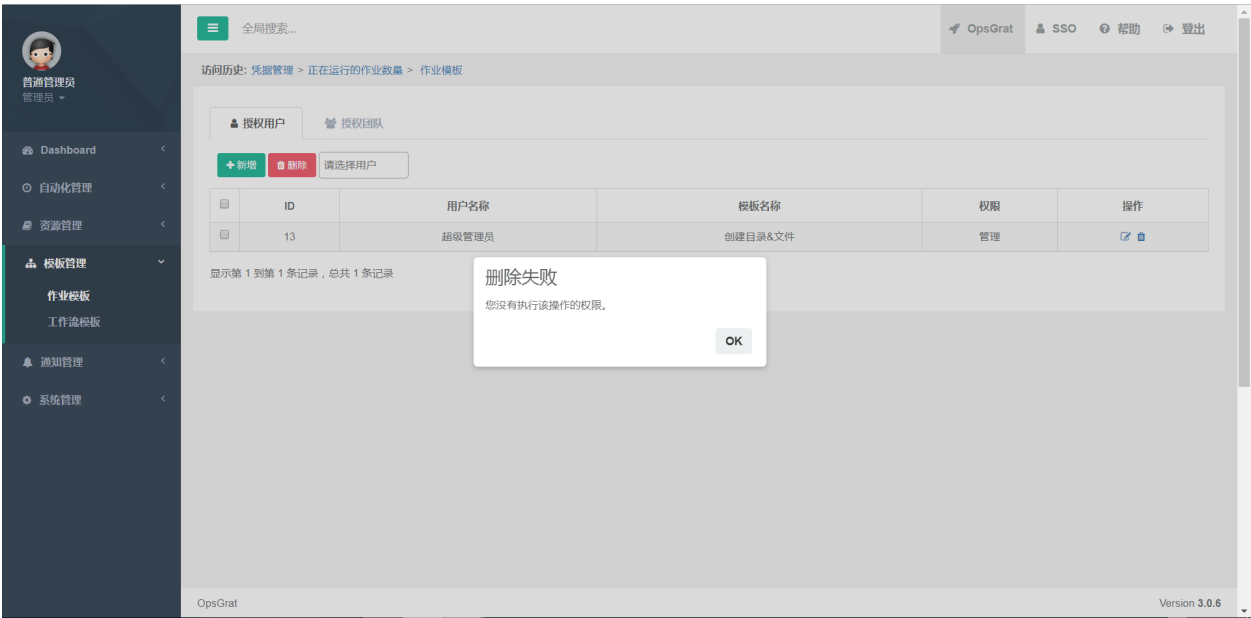 全局搜索...
OpsGrat
SSO
帮助
登出
普通管理员
管理员
访问历史: 凭据管理 > 正在运行的作业数量 > 作业模板
授权用户
授权团队
Dashboard
自动化管理
资源管理
模板管理
作业模板
工作流模板
通知管理
系统管理
新增
删除
请选择用户
ID 用户名称 模板名称 权限 操作
13 超级管理员 创建目录&文件 管理
显示第 1 到第 1 条记录，总共 1 条记录
删除失败
您没有执行该操作的权限。
OK
OpsGrat
Version 3.0.6